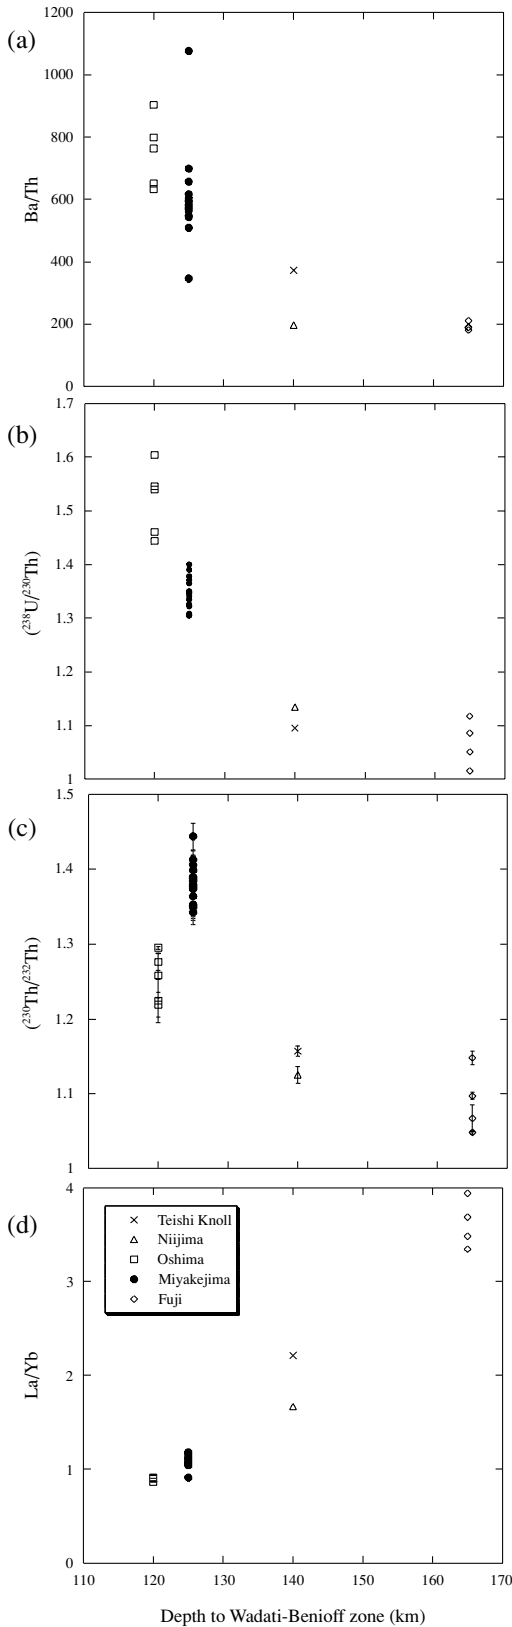 (a)
1200
1000
800
600
400
200
0
Ba/Th
(b)
1.7
1.6
1.5
1.4
1.3
1.2
1.1
1
(²³⁸U/²³⁰Th)
(c)
1.5
1.4
1.3
1.2
1.1
1
(²³⁰Th/²³²Th)
(d)
4
3
2
1
0
La/Yb
Teishi Knoll
Niijima
Oshima
Miyakejima
Fuji
110 120 130 140 150 160 170
Depth to Wadati-Benioff zone (km)